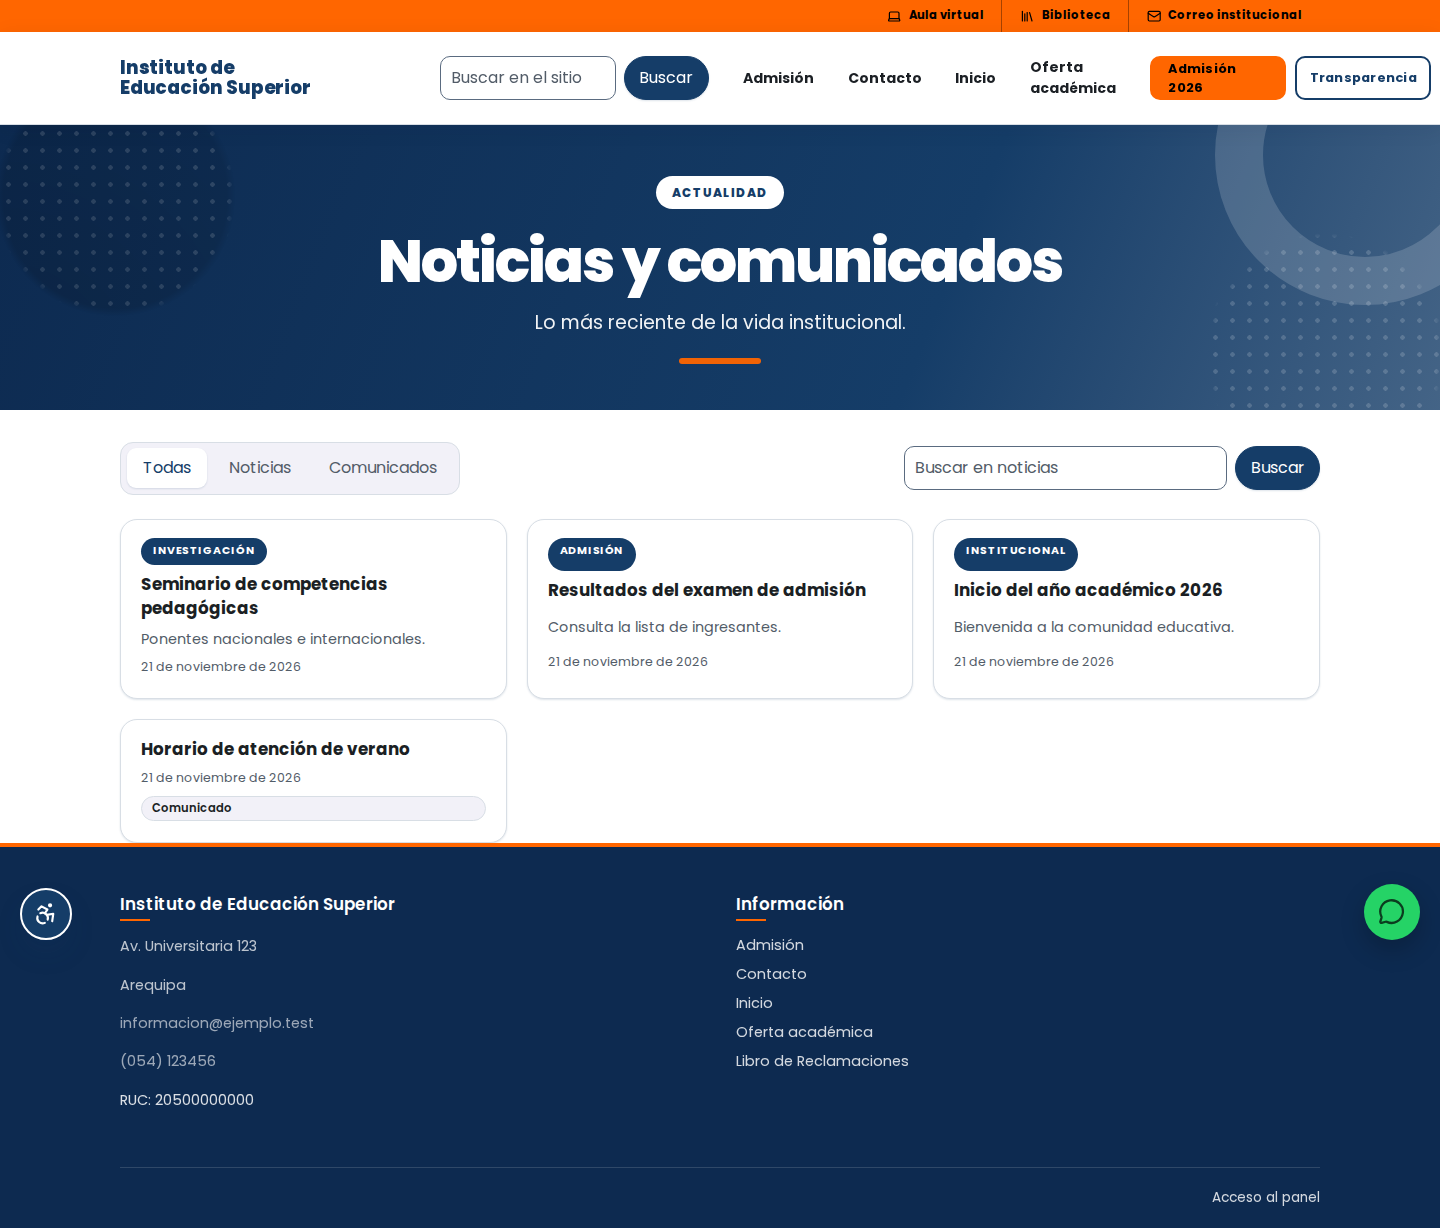 Aula virtual
Biblioteca
Correo institucional
Instituto de
Educación Superior
Buscar en el sitio
Buscar
Admisión
Contacto
Inicio
Oferta
académica
Admisión
2026
Transparencia
ACTUALIDAD
Noticias y comunicados
Lo más reciente de la vida institucional.
Todas
Noticias
Comunicados
Buscar en noticias
Buscar
INVESTIGACIÓN
Seminario de competencias
pedagógicas
Ponentes nacionales e internacionales.
21 de noviembre de 2026
ADMISIÓN
Resultados del examen de admisión
Consulta la lista de ingresantes.
21 de noviembre de 2026
INSTITUCIONAL
Inicio del año académico 2026
Bienvenida a la comunidad educativa.
21 de noviembre de 2026
Horario de atención de verano
21 de noviembre de 2026
Comunicado
Instituto de Educación Superior
Av. Universitaria 123
Arequipa
informacion@ejemplo.test
(054) 123456
RUC: 20500000000
Información
Admisión
Contacto
Inicio
Oferta académica
Libro de Reclamaciones
Acceso al panel